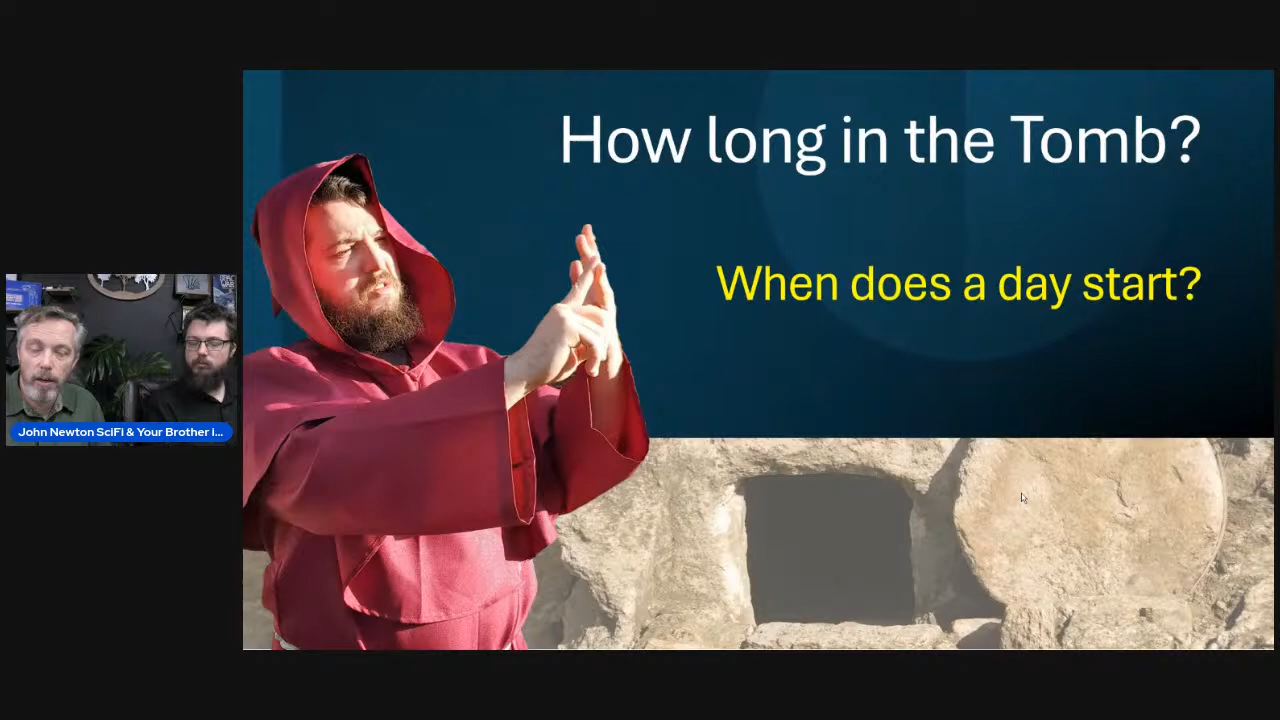 How long in the Tomb?
When does a day start?
John Newton SciFi & Your Brother i...